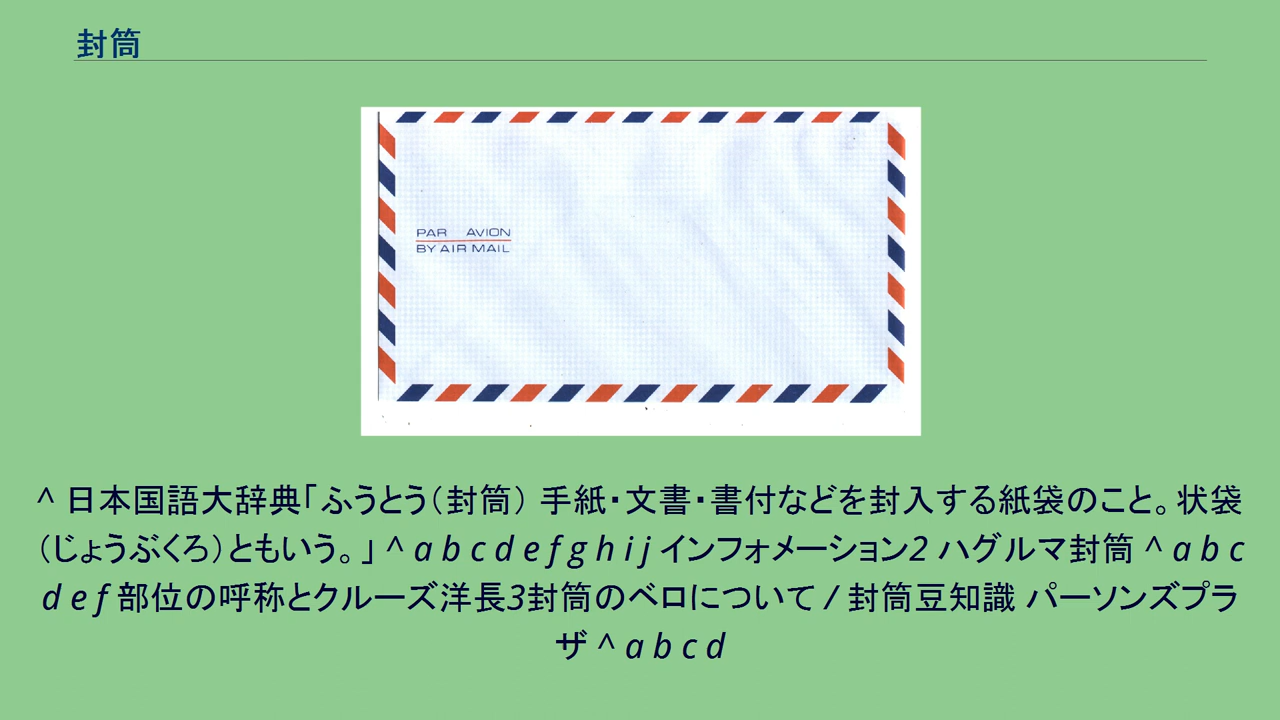 封筒
PAR AVION
BY AIR MAIL
^ 日本国語大辞典「ふうとう（封筒） 手紙・文書・書付などを封入する紙袋のこと。状袋
（じょうぶくろ）ともいう。」 ^ a b c d e f g h i j インフォメーション2 ハグルマ封筒 ^ a b c
d e f 部位の呼称とクルーズ洋長3封筒のベロについて / 封筒豆知識 パーソンズプラ
ザ ^ a b c d